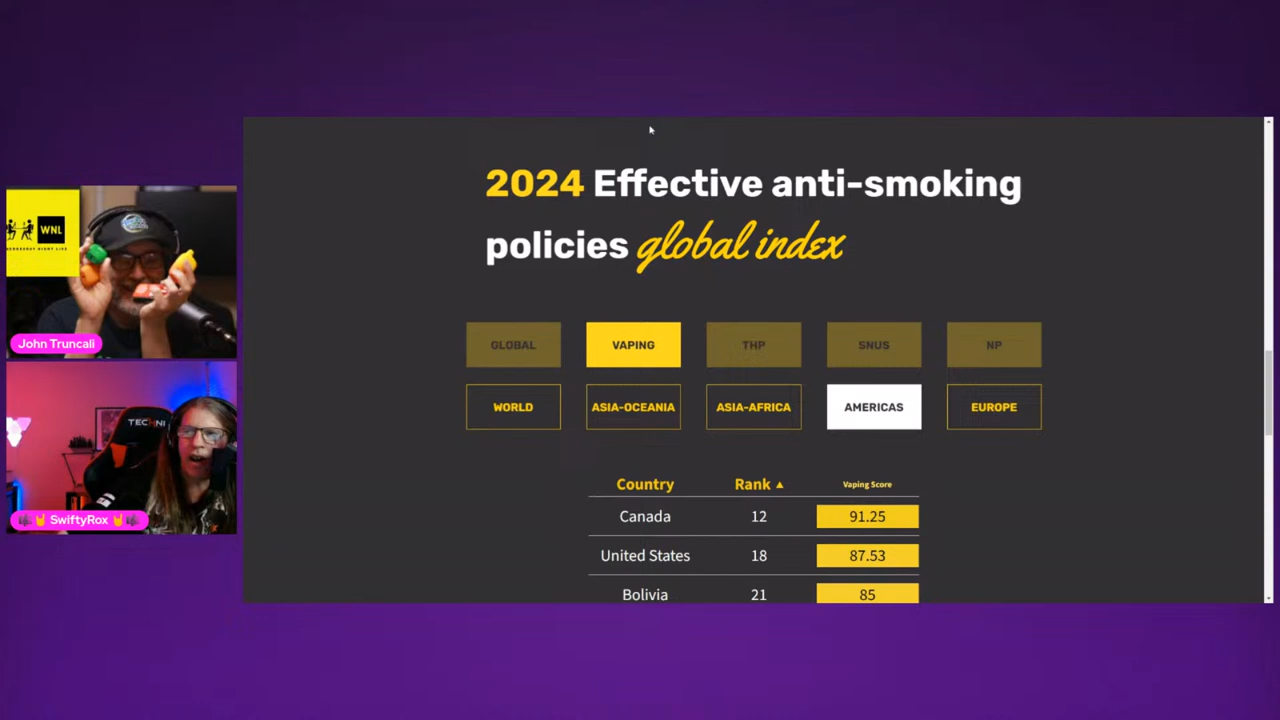 2024 Effective anti-smoking
policies global index
GLOBAL VAPING THP SNUS NP
WORLD ASIA-OCEANIA ASIA-AFRICA AMERICAS EUROPE
Country Rank ▲ Vaping Score
Canada 12 91.25
United States 18 87.53
Bolivia 21 85
WNL
John Truncali
TECHNI
SwiftyRox